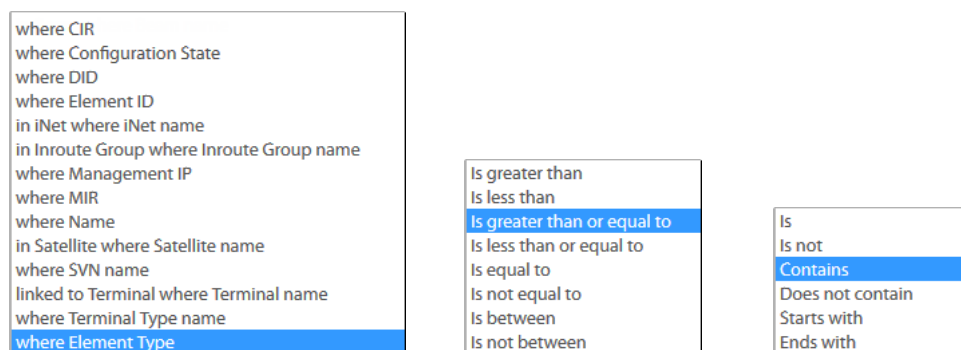 where CIR
where Configuration State
where DID
where Element ID
in iNet where iNet name
in Inroute Group where Inroute Group name
where Management IP
where MIR
where Name
in Satellite where Satellite name
where SVN name
linked to Terminal where Terminal name
where Terminal Type name
where Element Type
Is greater than
Is less than
Is greater than or equal to
Is less than or equal to
Is equal to
Is not equal to
Is between
Is not between
Is
Is not
Contains
Does not contain
Starts with
Ends with